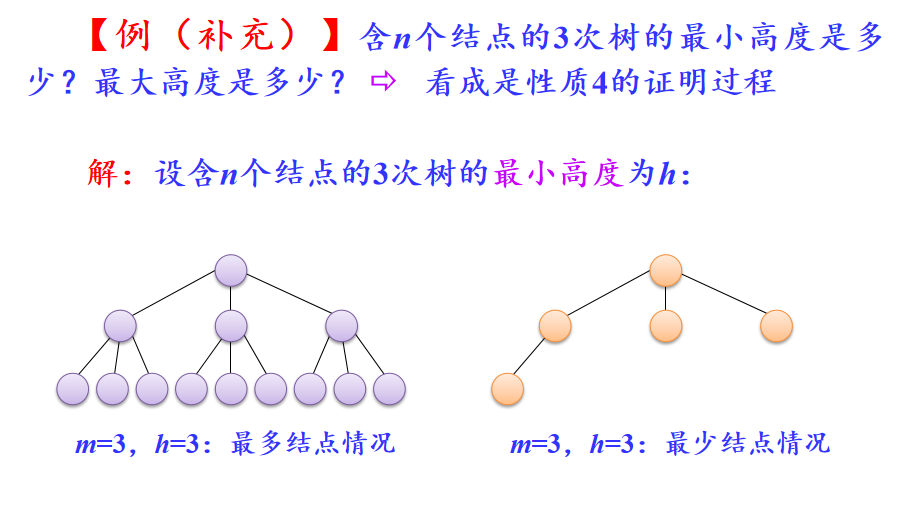 【例（补充）】含n个结点的3次树的最小高度是多
少？最大高度是多少？ ⇨ 看成是性质4的证明过程
解：设含n个结点的3次树的最小高度为h：
m=3，h=3：最多结点情况
m=3，h=3：最少结点情况